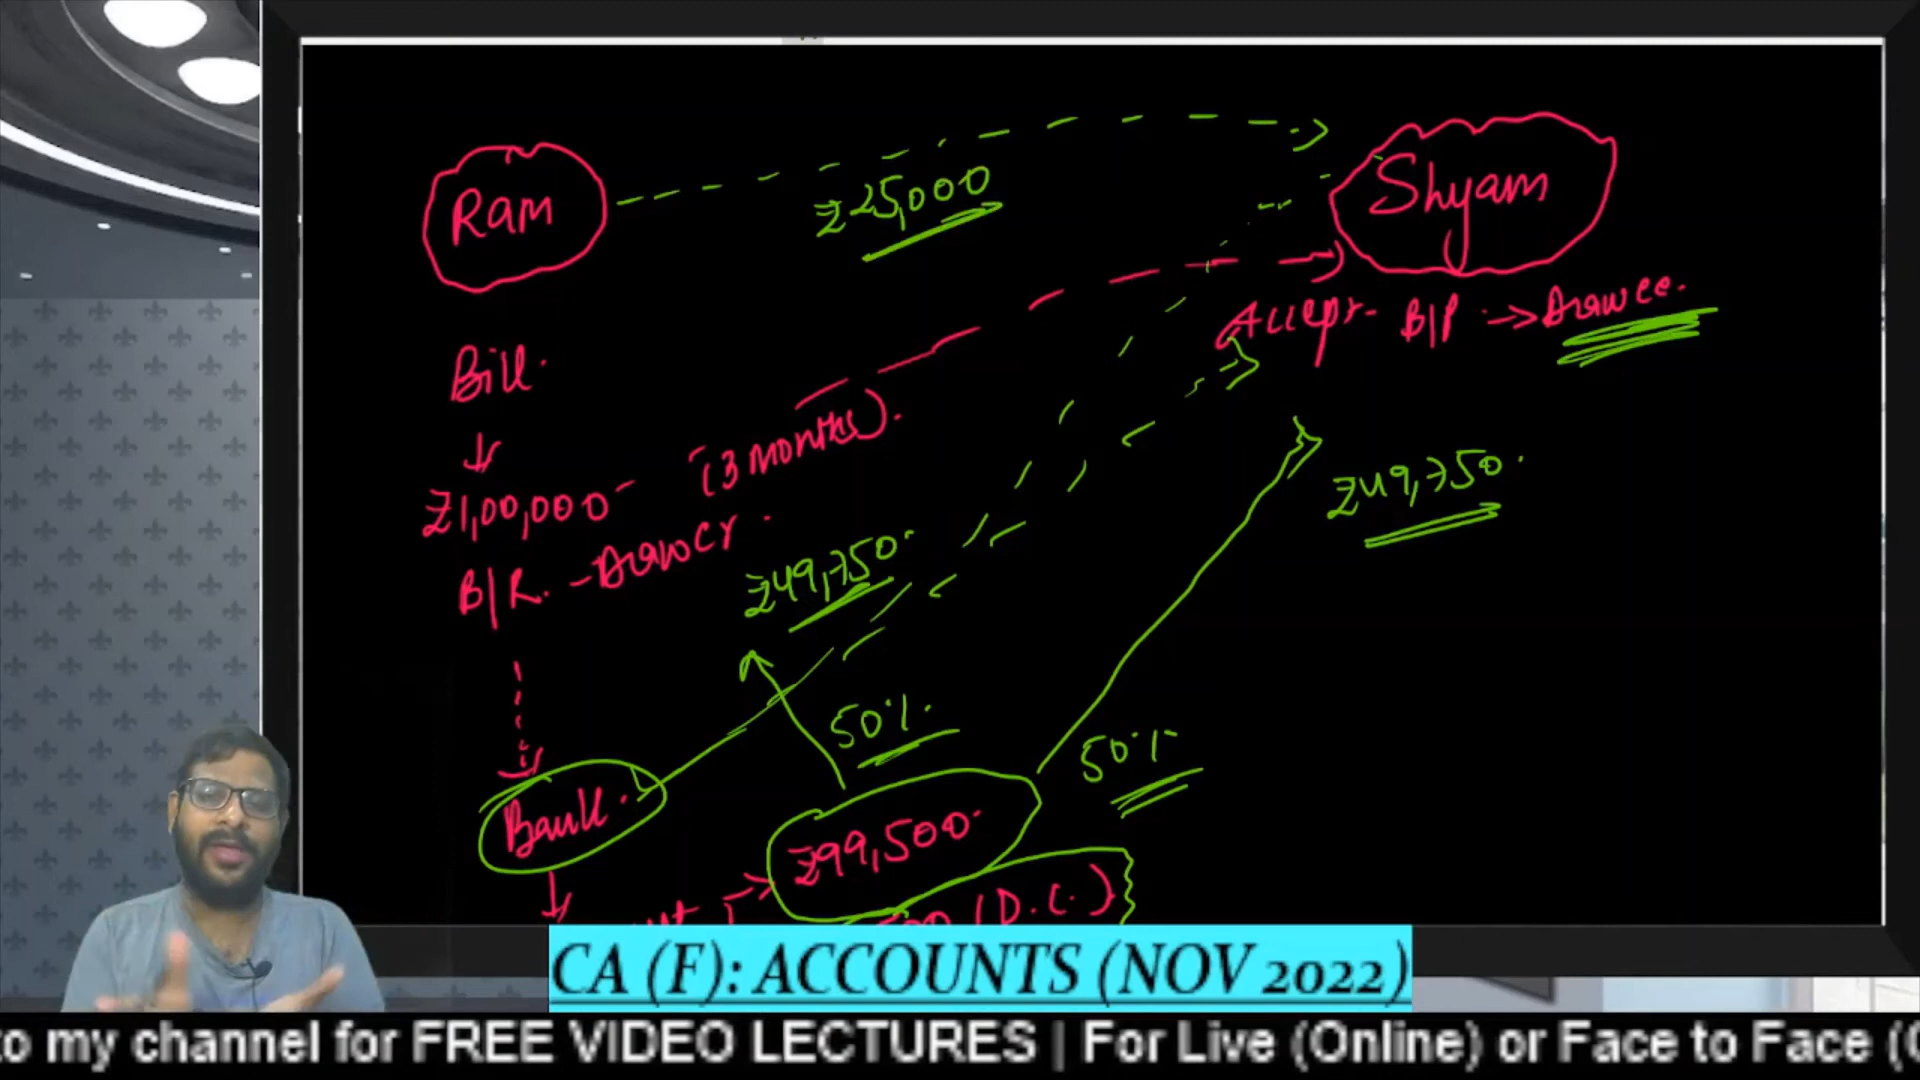 Ram
₹25,000
Shyam
Accept- B/P → Drawee.
Bill.
₹1,00,000 (3 months).
B/R. - Drawer.
₹49,750.
₹49,750.
50%.
50%
Bank.
₹99,500.
(D.C.)
CA (F): ACCOUNTS (NOV 2022)
to my channel for FREE VIDEO LECTURES | For Live (Online) or Face to Face (